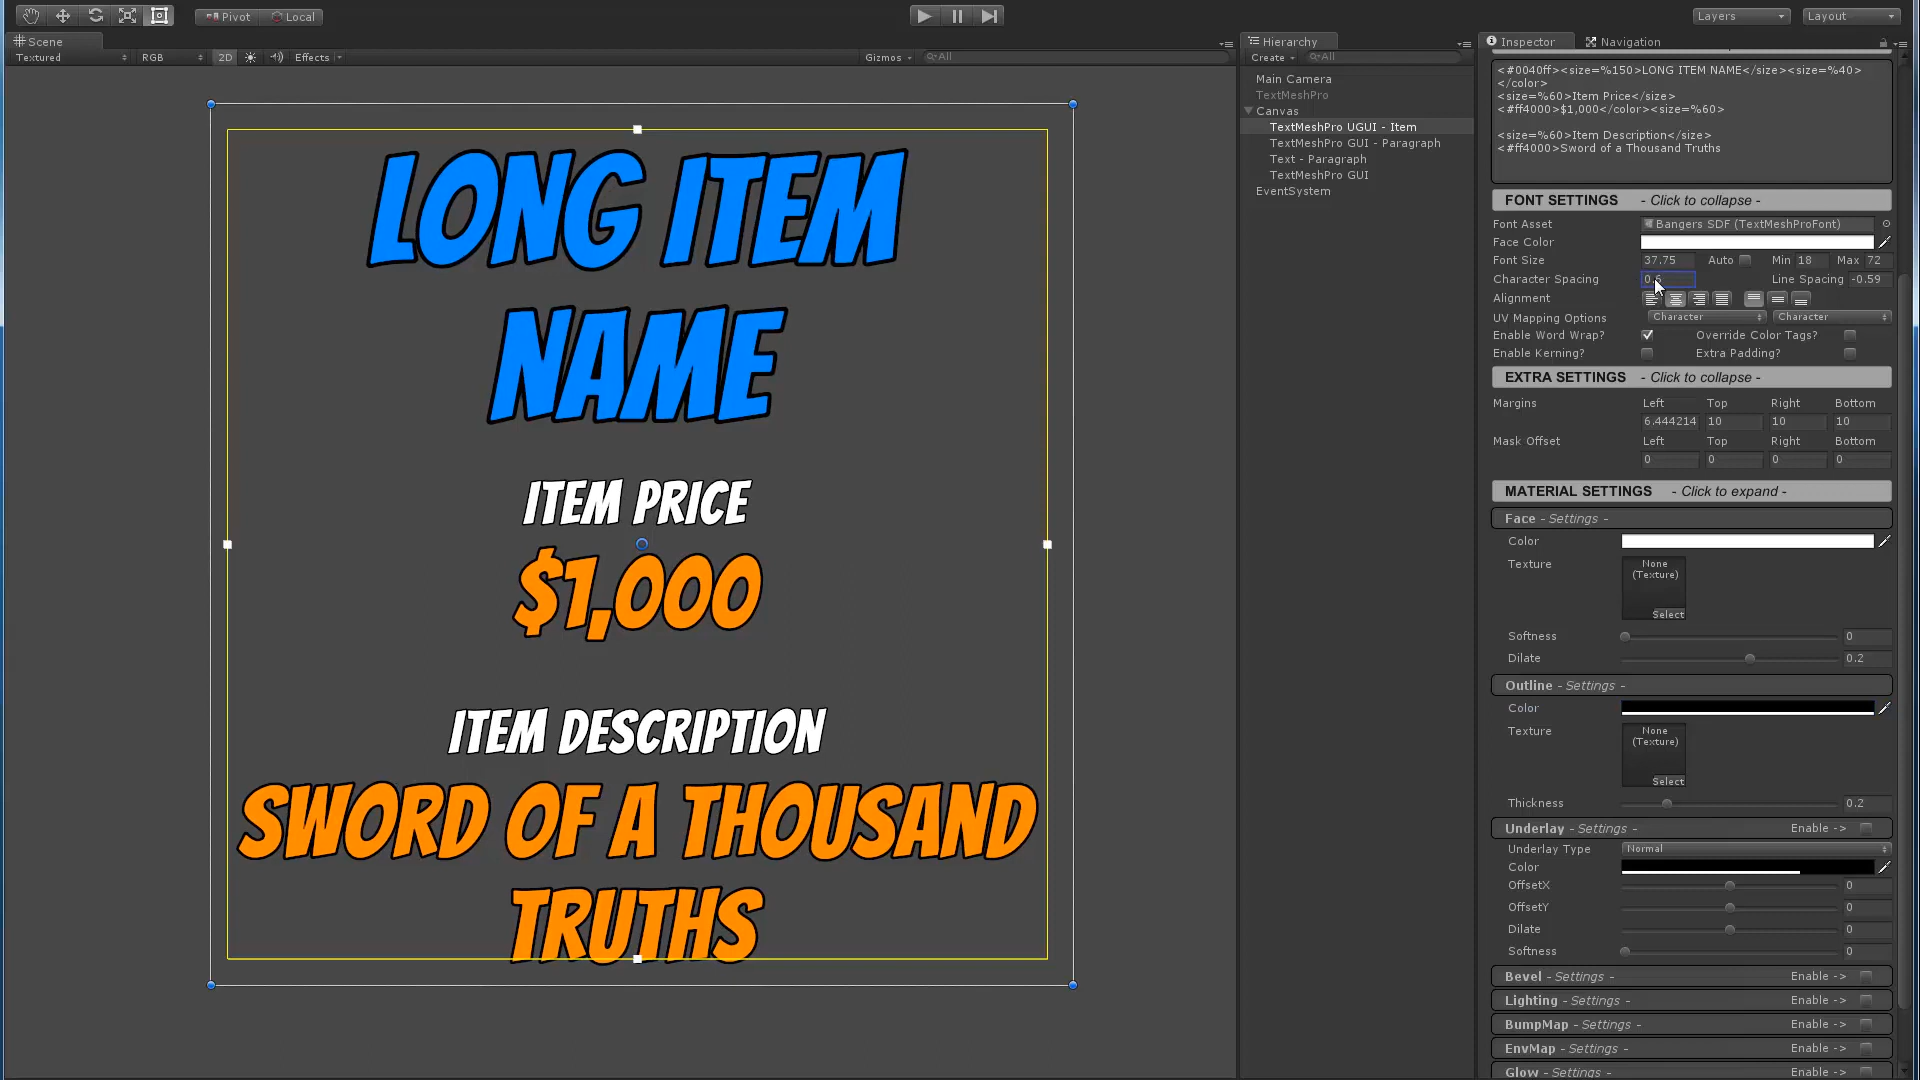 Pivot Local Layers Layout
Scene Hierarchy Inspector Navigation
Textured RGB 2D Effects Gizmos All Create All
Main Camera
TextMeshPro
Canvas
TextMeshPro UGUI - Item
TextMeshPro GUI - Paragraph
Text - Paragraph
TextMeshPro GUI
EventSystem
LONG ITEM
NAME
ITEM PRICE
$1,000
ITEM DESCRIPTION
SWORD OF A THOUSAND
TRUTHS
<#0040ff><size=%150>LONG ITEM NAME</size><size=%40>
</color>
<size=%60>Item Price</size>
<#ff4000>$1,000</color><size=%60>
<size=%60>Item Description</size>
<#ff4000>Sword of a Thousand Truths
FONT SETTINGS - Click to collapse -
Font Asset Bangers SDF (TextMeshProFont)
Face Color
Font Size 37.75 Auto Min 18 Max 72
Character Spacing 0.6 Line Spacing -0.59
Alignment
UV Mapping Options Character Character
Enable Word Wrap? Override Color Tags?
Enable Kerning? Extra Padding?
EXTRA SETTINGS - Click to collapse -
Margins Left Top Right Bottom
6.444214 10 10 10
Mask Offset Left Top Right Bottom
0 0 0 0
MATERIAL SETTINGS - Click to expand -
Face - Settings -
Color
Texture None
(Texture)
Select
Softness 0
Dilate 0.2
Outline - Settings -
Color
Texture None
(Texture)
Select
Thickness 0.2
Underlay - Settings - Enable ->
Underlay Type Normal
Color
OffsetX 0
OffsetY 0
Dilate 0
Softness 0
Bevel - Settings - Enable ->
Lighting - Settings - Enable ->
BumpMap - Settings - Enable ->
EnvMap - Settings - Enable ->
Glow - Settings - Enable ->